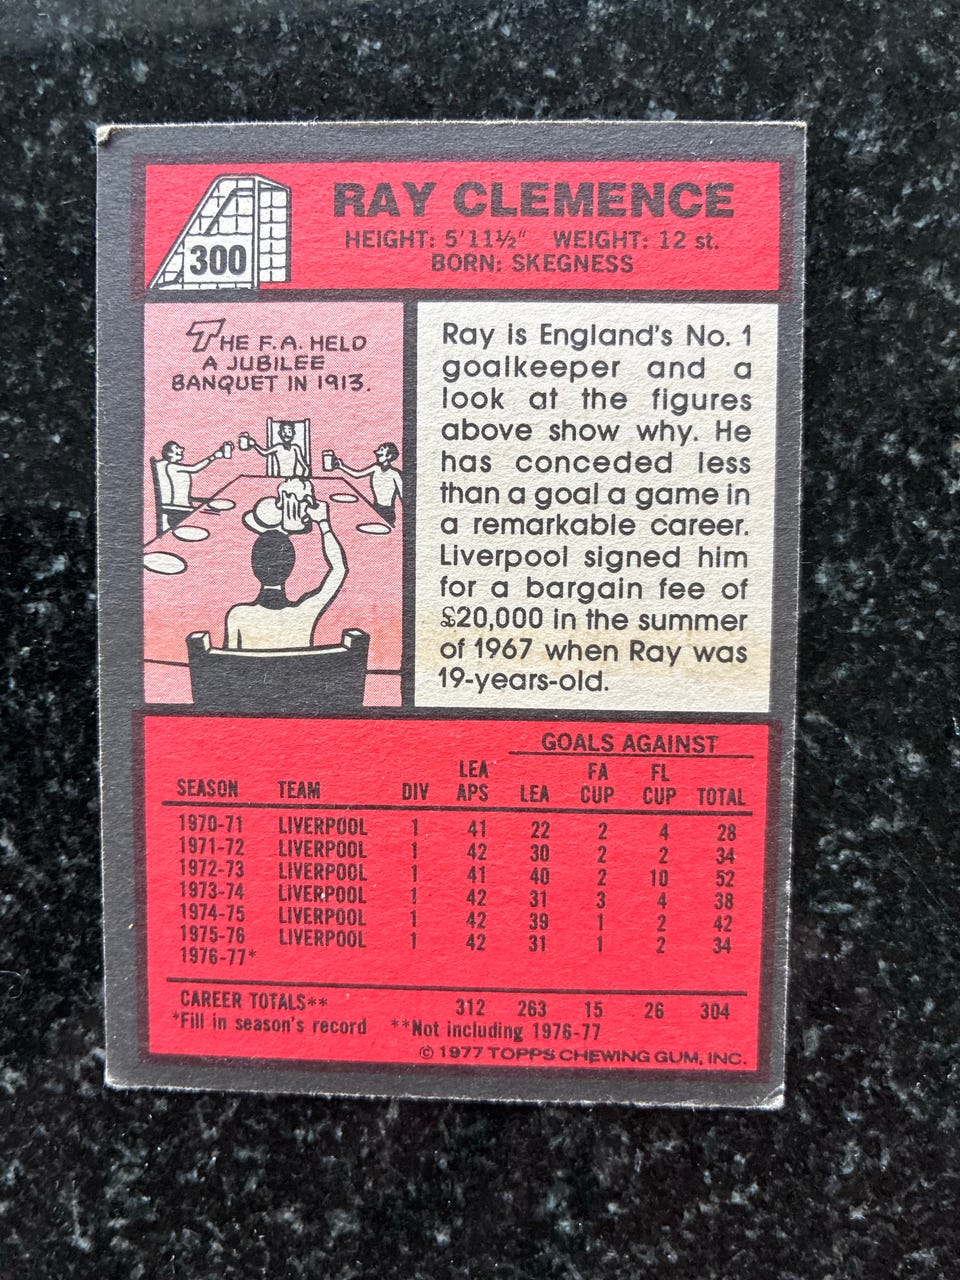 300
RAY CLEMENCE
HEIGHT: 5'11½" WEIGHT: 12 st.
BORN: SKEGNESS
THE F.A. HELD
A JUBILEE
BANQUET IN 1913.
Ray is England's No. 1
goalkeeper and a
look at the figures
above show why. He
has conceded less
than a goal a game in
a remarkable career.
Liverpool signed him
for a bargain fee of
£20,000 in the summer
of 1967 when Ray was
19-years-old.
GOALS AGAINST
LEA FA FL
SEASON TEAM DIV APS LEA CUP CUP TOTAL
1970-71 LIVERPOOL 1 41 22 2 4 28
1971-72 LIVERPOOL 1 42 30 2 2 34
1972-73 LIVERPOOL 1 41 40 2 10 52
1973-74 LIVERPOOL 1 42 31 3 4 38
1974-75 LIVERPOOL 1 42 39 1 2 42
1975-76 LIVERPOOL 1 42 31 1 2 34
1976-77*
CAREER TOTALS** 312 263 15 26 304
*Fill in season's record **Not including 1976-77
© 1977 TOPPS CHEWING GUM, INC.